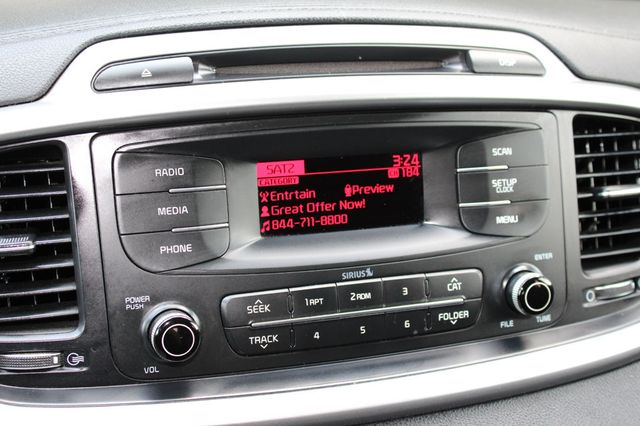 DISP
RADIO
MEDIA
PHONE
SAT2 3:24
CATEGORY 184
Entrtain Preview
Great Offer Now!
844-711-8800
SCAN
SETUP
CLOCK
MENU
SIRIUS
POWER
PUSH
VOL
SEEK
TRACK
1 RPT 2 RDM 3
4 5 6
CAT
FOLDER
ENTER
FILE TUNE